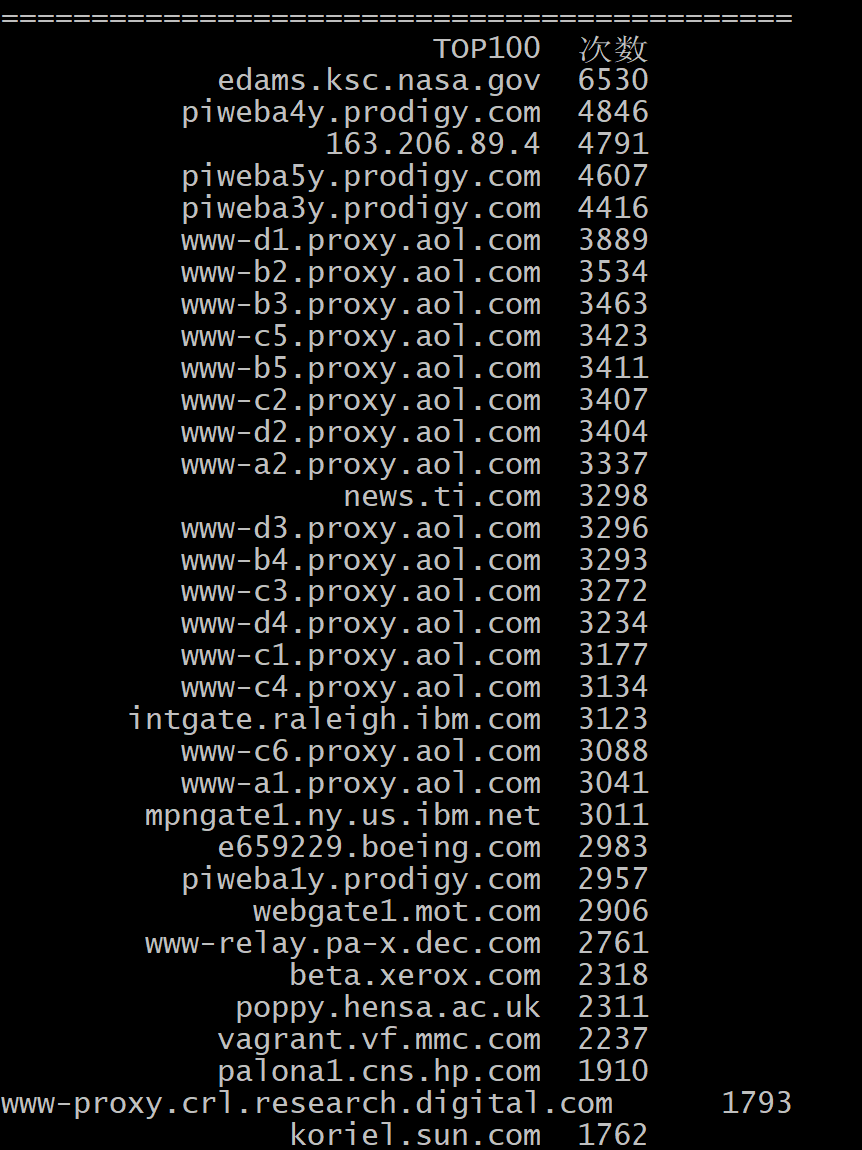 ============================================
TOP100 次数
edams.ksc.nasa.gov 6530
piweba4y.prodigy.com 4846
163.206.89.4 4791
piweba5y.prodigy.com 4607
piweba3y.prodigy.com 4416
www-d1.proxy.aol.com 3889
www-b2.proxy.aol.com 3534
www-b3.proxy.aol.com 3463
www-c5.proxy.aol.com 3423
www-b5.proxy.aol.com 3411
www-c2.proxy.aol.com 3407
www-d2.proxy.aol.com 3404
www-a2.proxy.aol.com 3337
news.ti.com 3298
www-d3.proxy.aol.com 3296
www-b4.proxy.aol.com 3293
www-c3.proxy.aol.com 3272
www-d4.proxy.aol.com 3234
www-c1.proxy.aol.com 3177
www-c4.proxy.aol.com 3134
intgate.raleigh.ibm.com 3123
www-c6.proxy.aol.com 3088
www-a1.proxy.aol.com 3041
mpngate1.ny.us.ibm.net 3011
e659229.boeing.com 2983
piweba1y.prodigy.com 2957
webgate1.mot.com 2906
www-relay.pa-x.dec.com 2761
beta.xerox.com 2318
poppy.hensa.ac.uk 2311
vagrant.vf.mmc.com 2237
palona1.cns.hp.com 1910
www-proxy.crl.research.digital.com 1793
koriel.sun.com 1762